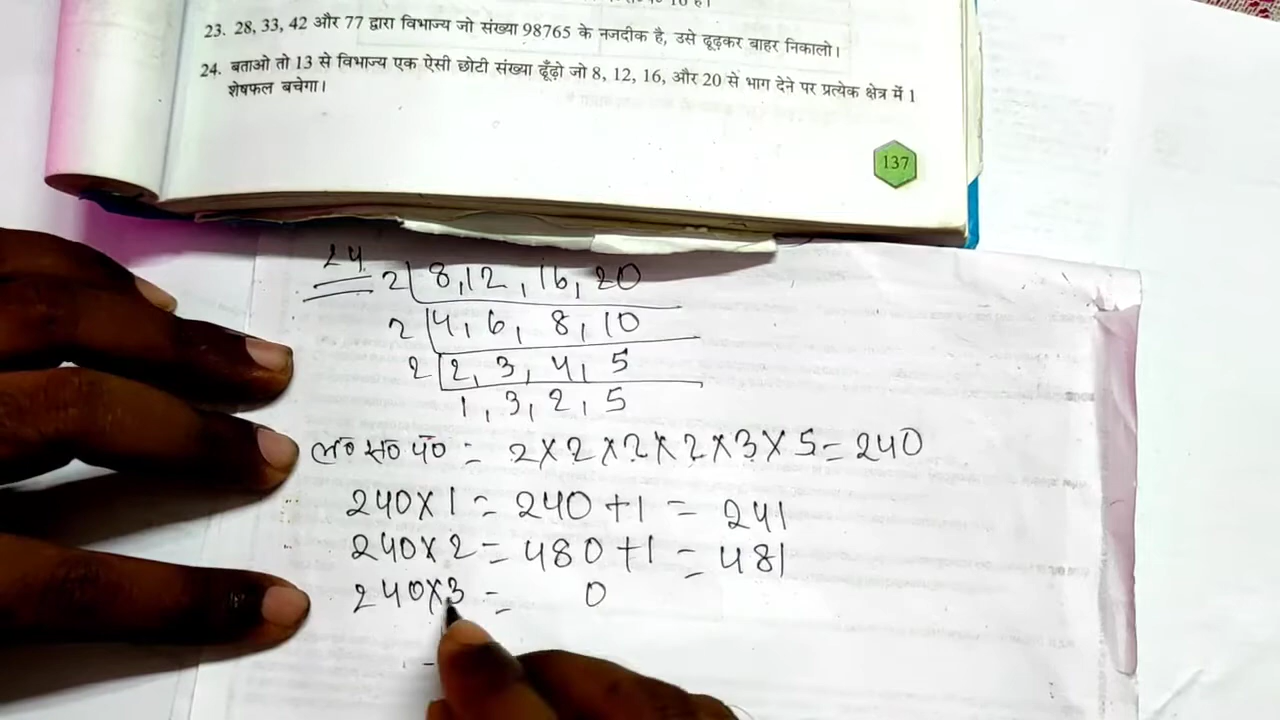 23. 28, 33, 42 और 77 द्वारा विभाज्य जो संख्या 98765 के नजदीक है, उसे ढूढ़कर बाहर निकालो।
24. बताओ तो 13 से विभाज्य एक ऐसी छोटी संख्या ढूँढ़ो जो 8, 12, 16, और 20 से भाग देने पर प्रत्येक क्षेत्र में 1
शेषफल बचेगा।
137
24
2 8, 12, 16, 20
2 4, 6, 8, 10
2 2, 3, 4, 5
1, 3, 2, 5
ल० स० प० = 2 × 2 × 2 × 2 × 3 × 5 = 240
240 × 1 = 240 + 1 = 241
240 × 2 = 480 + 1 = 481
240 × 3 = 0